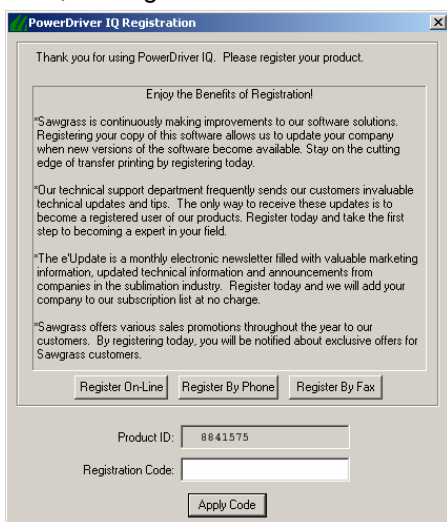 PowerDriver IQ Registration
Thank you for using PowerDriver IQ. Please register your product.
Enjoy the Benefits of Registration!
*Sawgrass is continuously making improvements to our software solutions.
Registering your copy of this software allows us to update your company
when new versions of the software become available. Stay on the cutting
edge of transfer printing by registering today.
*Our technical support department frequently sends our customers invaluable
technical updates and tips. The only way to receive these updates is to
become a registered user of our products. Register today and take the first
step to becoming a expert in your field.
*The e'Update is a monthly electronic newsletter filled with valuable marketing
information, updated technical information and announcements from
companies in the sublimation industry. Register today and we will add your
company to our subscription list at no charge.
*Sawgrass offers various sales promotions throughout the year to our
customers. By registering today, you will be notified about exclusive offers for
Sawgrass customers.
Register On-Line Register By Phone Register By Fax
Product ID: 8841575
Registration Code:
Apply Code